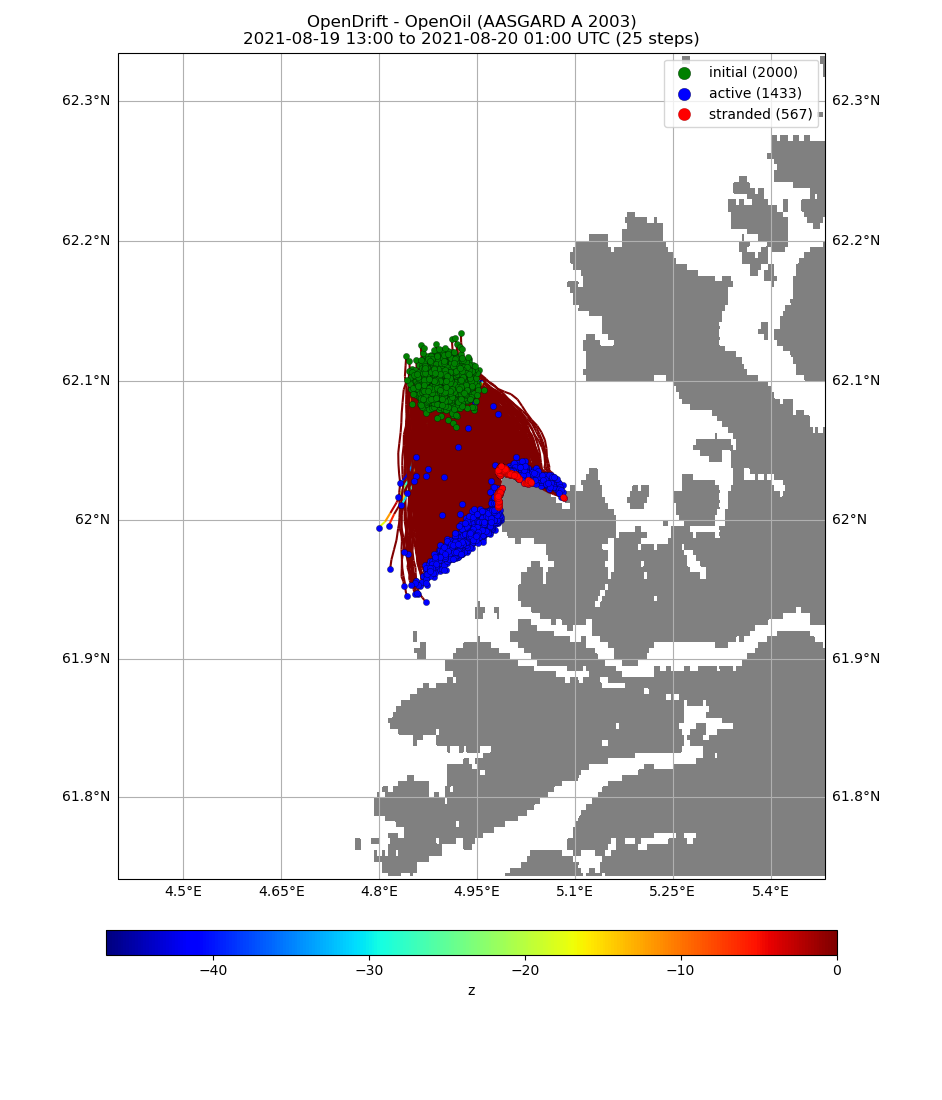 OpenDrift - OpenOil (AASGARD A 2003)
2021-08-19 13:00 to 2021-08-20 01:00 UTC (25 steps)
initial (2000)
active (1433)
stranded (567)
62.3°N 62.3°N
62.2°N 62.2°N
62.1°N 62.1°N
62°N 62°N
61.9°N 61.9°N
61.8°N 61.8°N
4.5°E 4.65°E 4.8°E 4.95°E 5.1°E 5.25°E 5.4°E
−40 −30 −20 −10 0
z